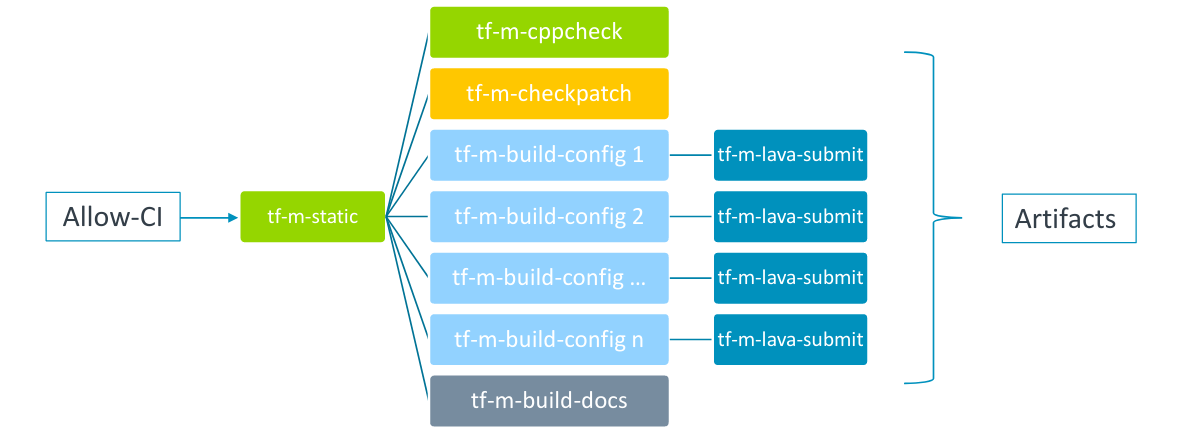 Allow-CI
tf-m-static
tf-m-cppcheck
tf-m-checkpatch
tf-m-build-config 1
tf-m-lava-submit
tf-m-build-config 2
tf-m-lava-submit
tf-m-build-config ...
tf-m-lava-submit
tf-m-build-config n
tf-m-lava-submit
tf-m-build-docs
Artifacts